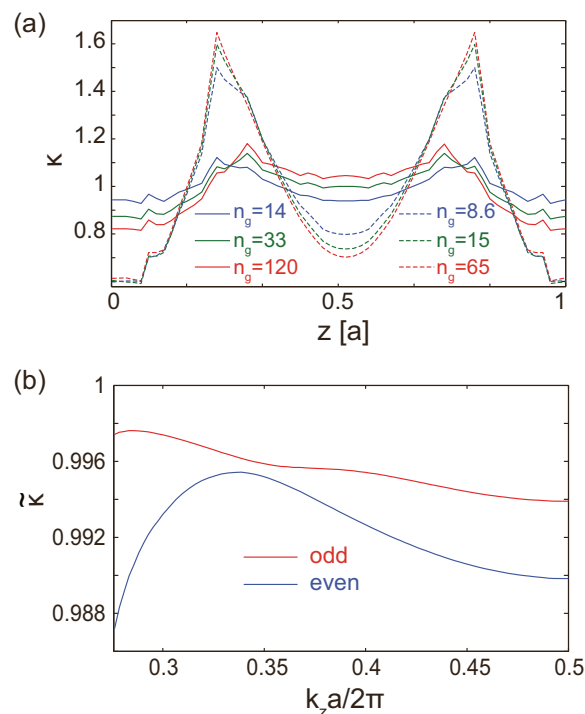 (a)
1.6
1.4
1.2
1
0.8
κ
n_g=14
n_g=8.6
n_g=33
n_g=15
n_g=120
n_g=65
0
0.5
1
z [a]
(b)
1
0.996
0.992
0.988
κ̃
odd
even
0.3
0.35
0.4
0.45
0.5
k_z a/2π